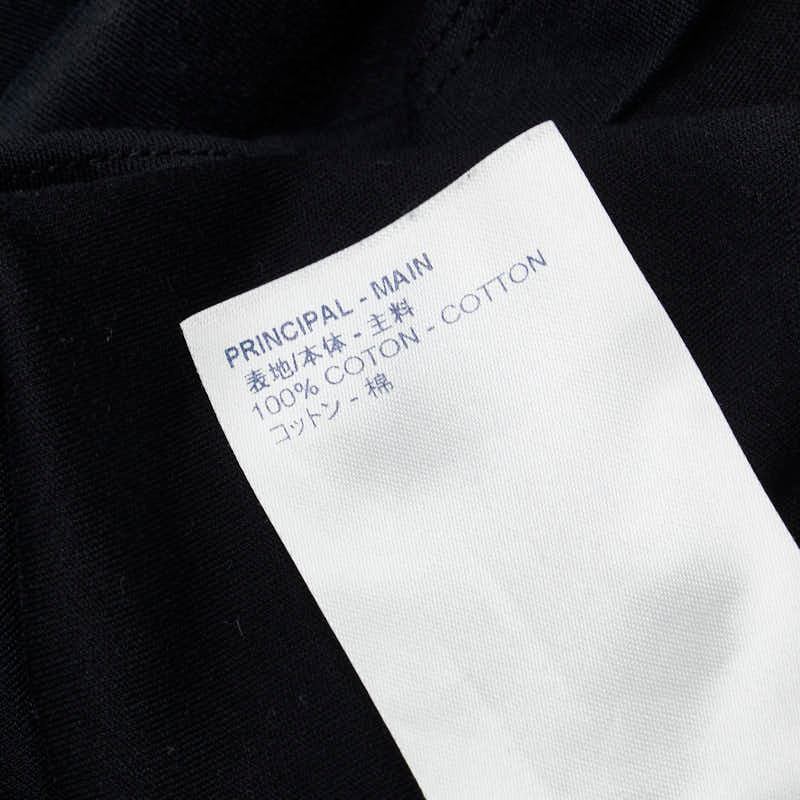 PRINCIPAL - MAIN
表地/本体 - 主料
100% COTON - COTTON
コットン - 棉